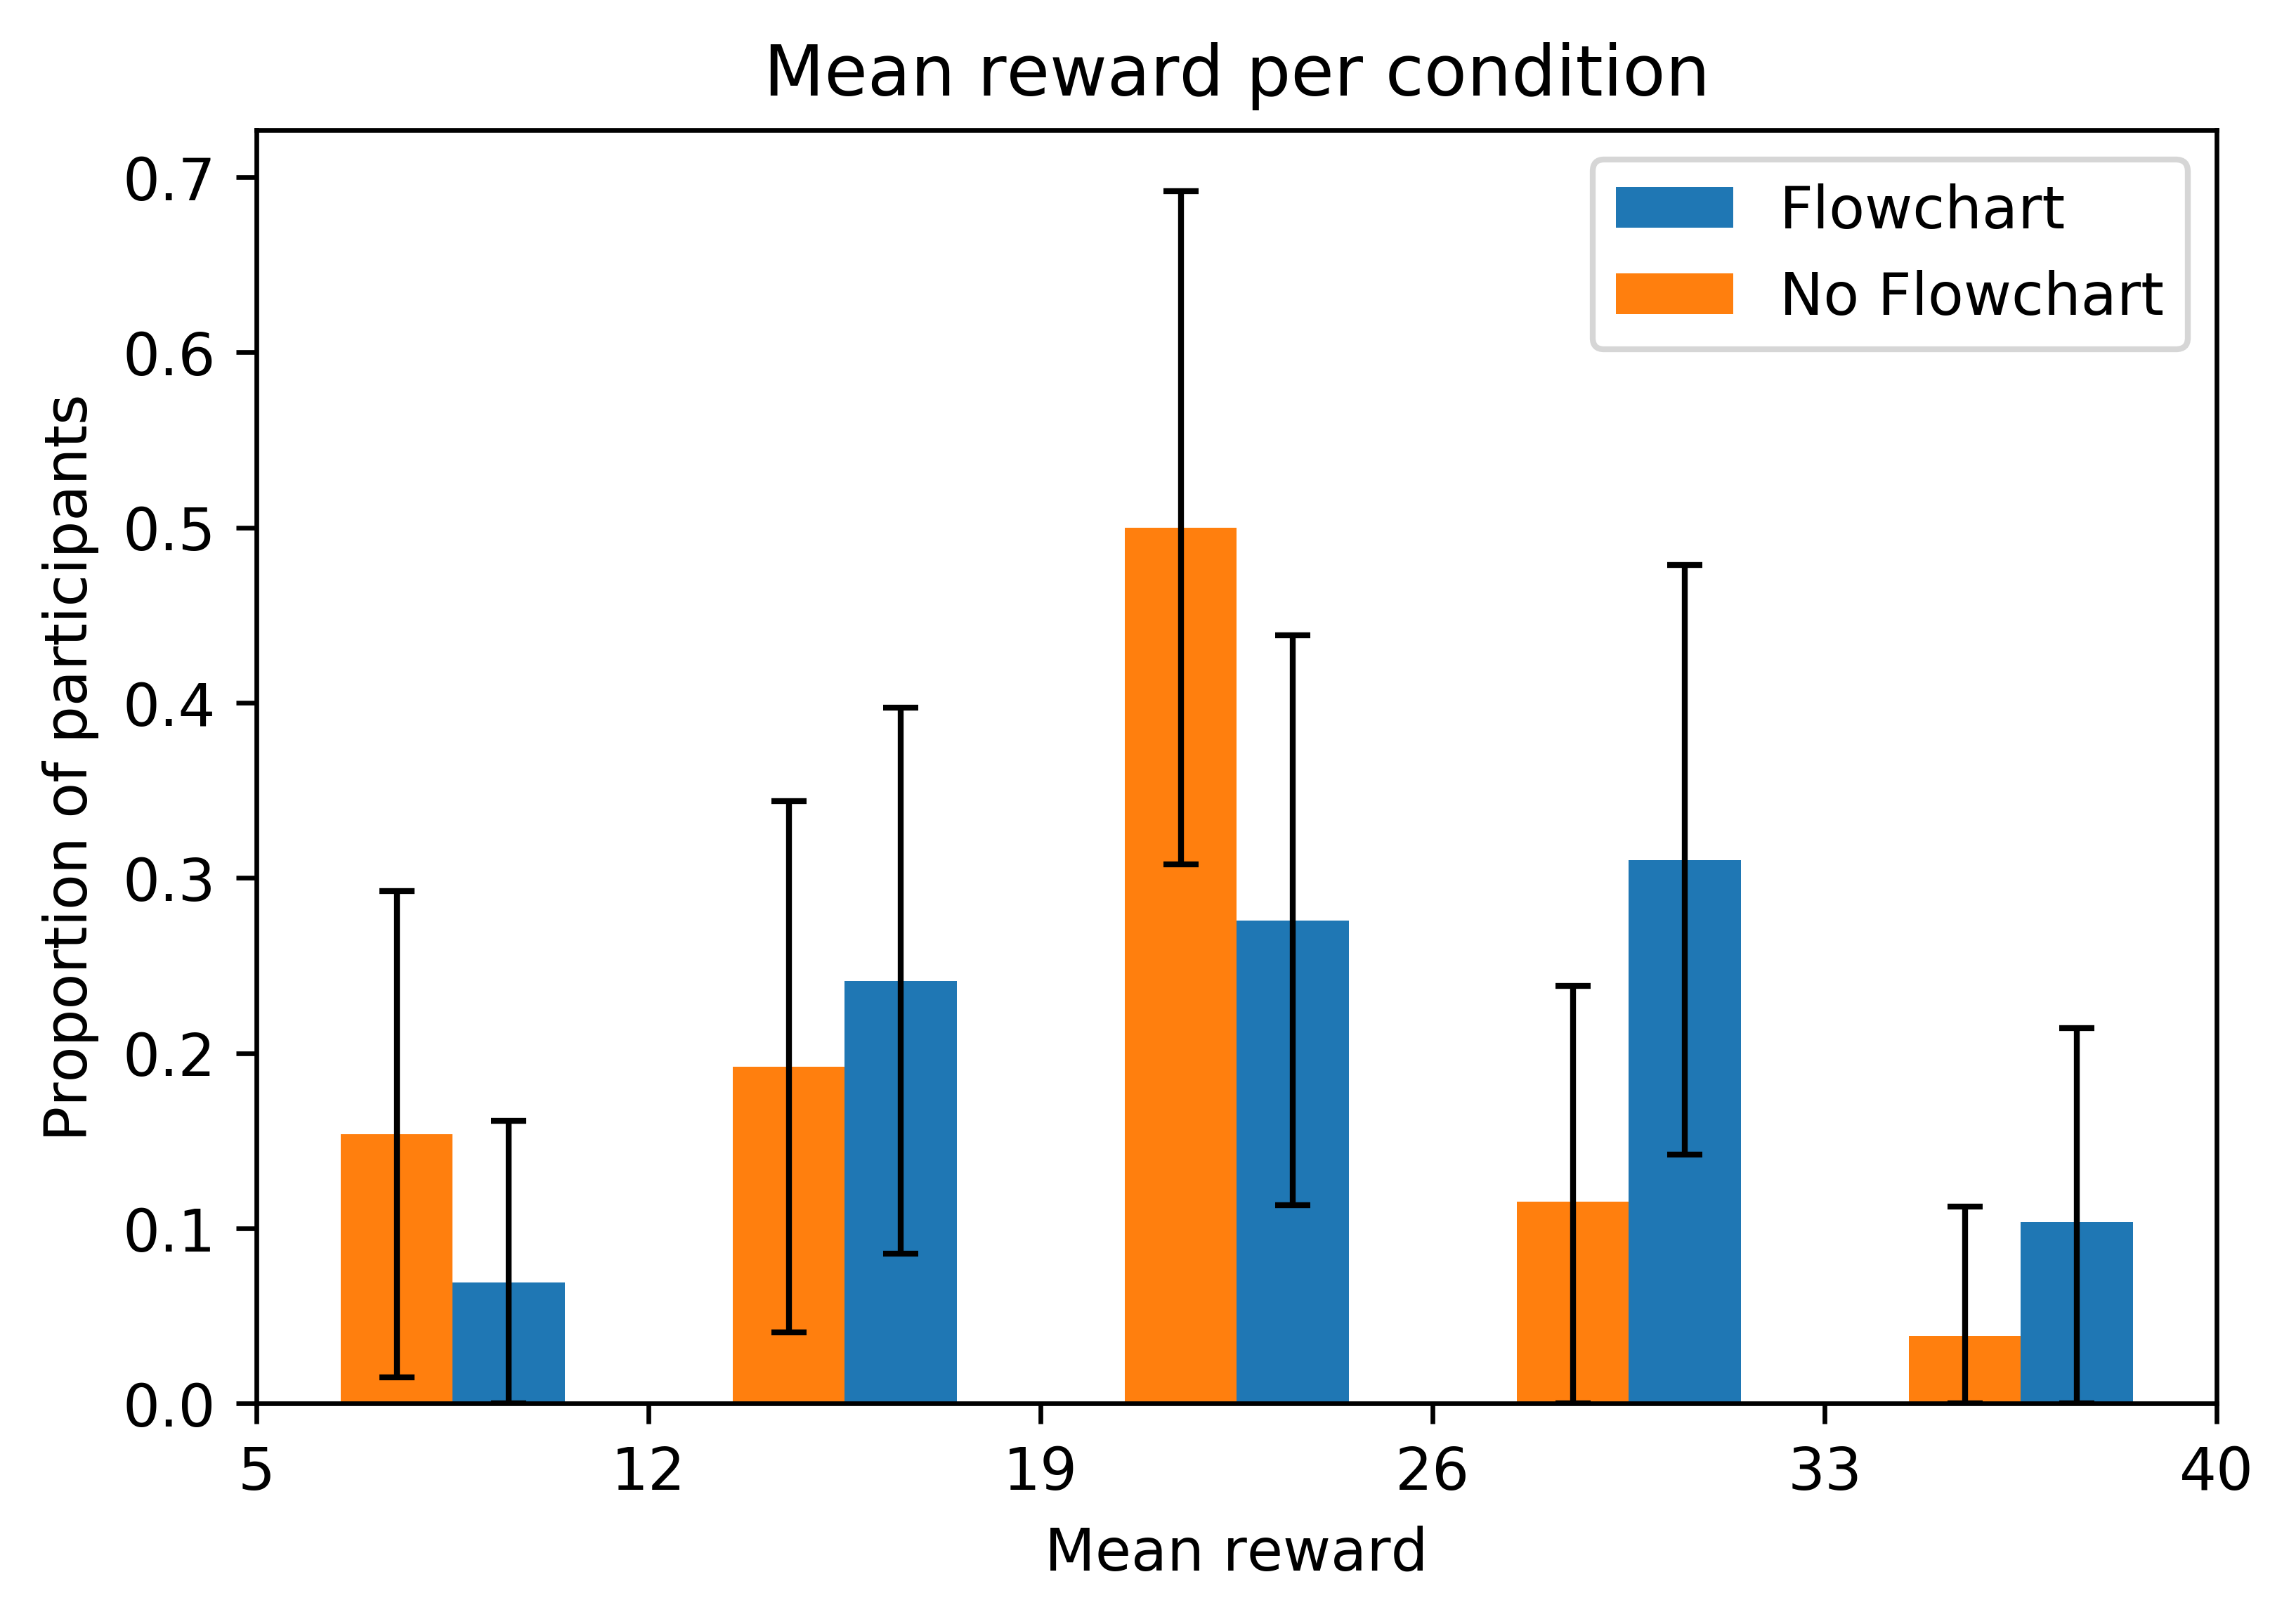 Mean reward per condition
Flowchart
No Flowchart
0.7
0.6
0.5
0.4
0.3
0.2
0.1
0.0
Proportion of participants
5 12 19 26 33 40
Mean reward